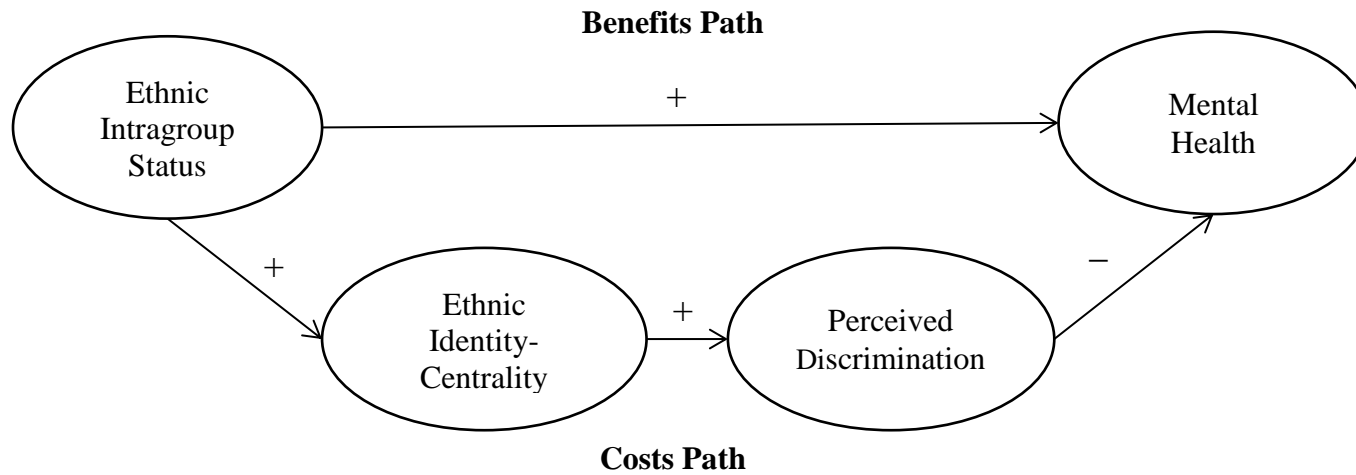 Benefits Path
Ethnic
Intragroup
Status
+
Mental
Health
+
Ethnic
Identity-
Centrality
+
Perceived
Discrimination
−
Costs Path